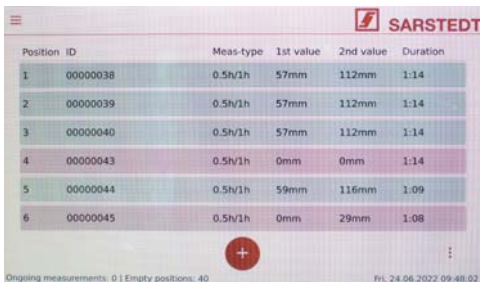 SARSTEDT
Position ID Meas-type 1st value 2nd value Duration
1 00000038 0.5h/1h 57mm 112mm 1:14
2 00000039 0.5h/1h 57mm 112mm 1:14
3 00000040 0.5h/1h 57mm 112mm 1:14
4 00000043 0.5h/1h 0mm 0mm 1:14
5 00000044 0.5h/1h 59mm 116mm 1:09
6 00000045 0.5h/1h 0mm 29mm 1:08
+
Ongoing measurements: 0 | Empty positions: 40 Fri. 24.06.2022 09:48:02